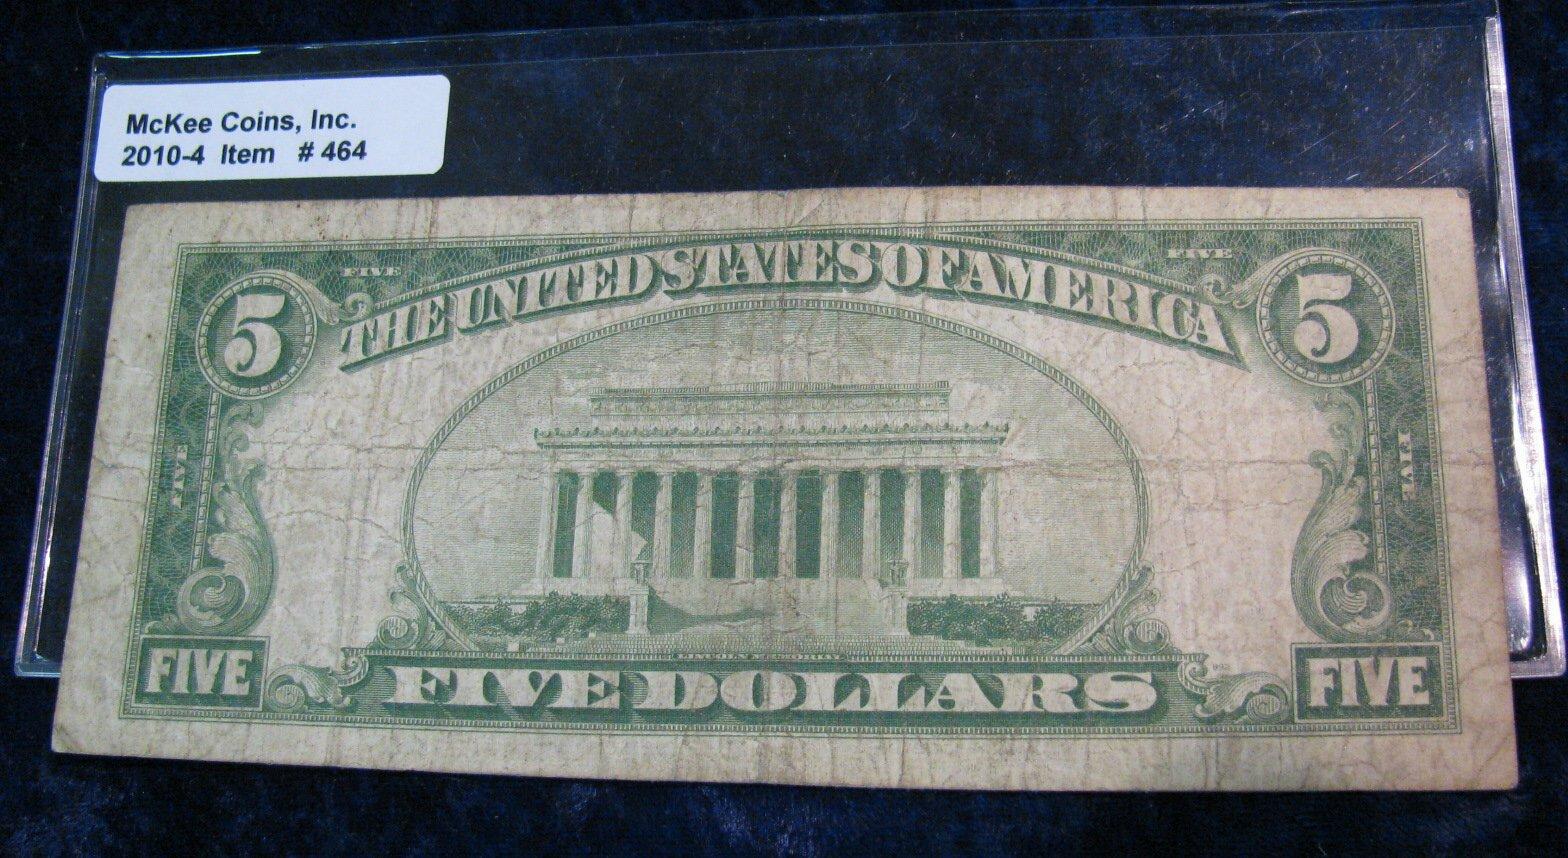 McKee Coins, Inc.
2010-4 Item # 464
FIVE FIVE
5 THE UNITED STATES OF AMERICA 5
FIVE FIVE
FIVE FIVE DOLLARS FIVE